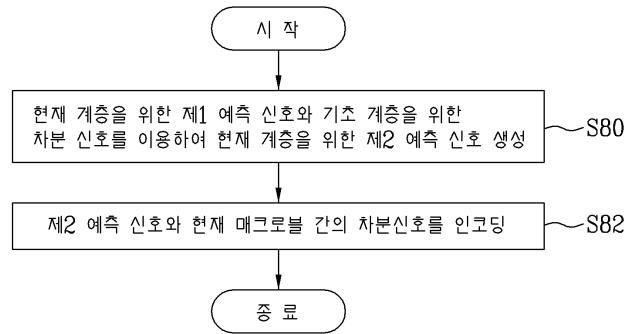 시 작
현재 계층을 위한 제1 예측 신호와 기초 계층을 위한
차분 신호를 이용하여 현재 계층을 위한 제2 예측 신호 생성
S80
제2 예측 신호와 현재 매크로블 간의 차분신호를 인코딩
S82
종 료